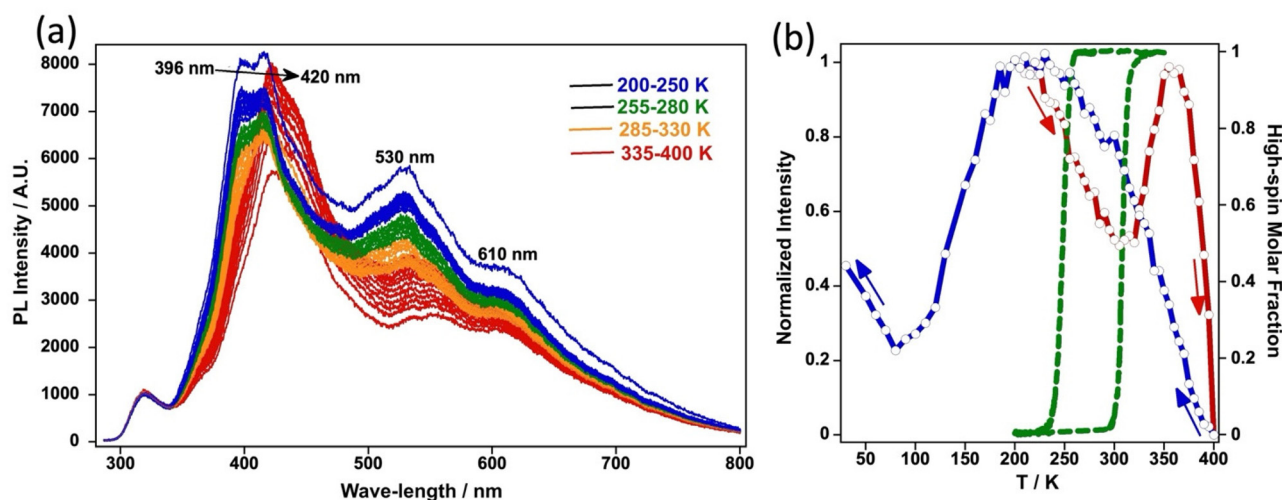 (a)
8000
7000
6000
5000
4000
3000
2000
1000
0
PL Intensity / A.U.
396 nm
420 nm
530 nm
610 nm
200-250 K
255-280 K
285-330 K
335-400 K
300
400
500
600
700
800
Wave-length / nm
(b)
1
0.8
0.6
0.4
0.2
0
Normalized Intensity
1
0.8
0.6
0.4
0.2
0
High-spin Molar Fraction
50
100
150
200
250
300
350
400
T / K